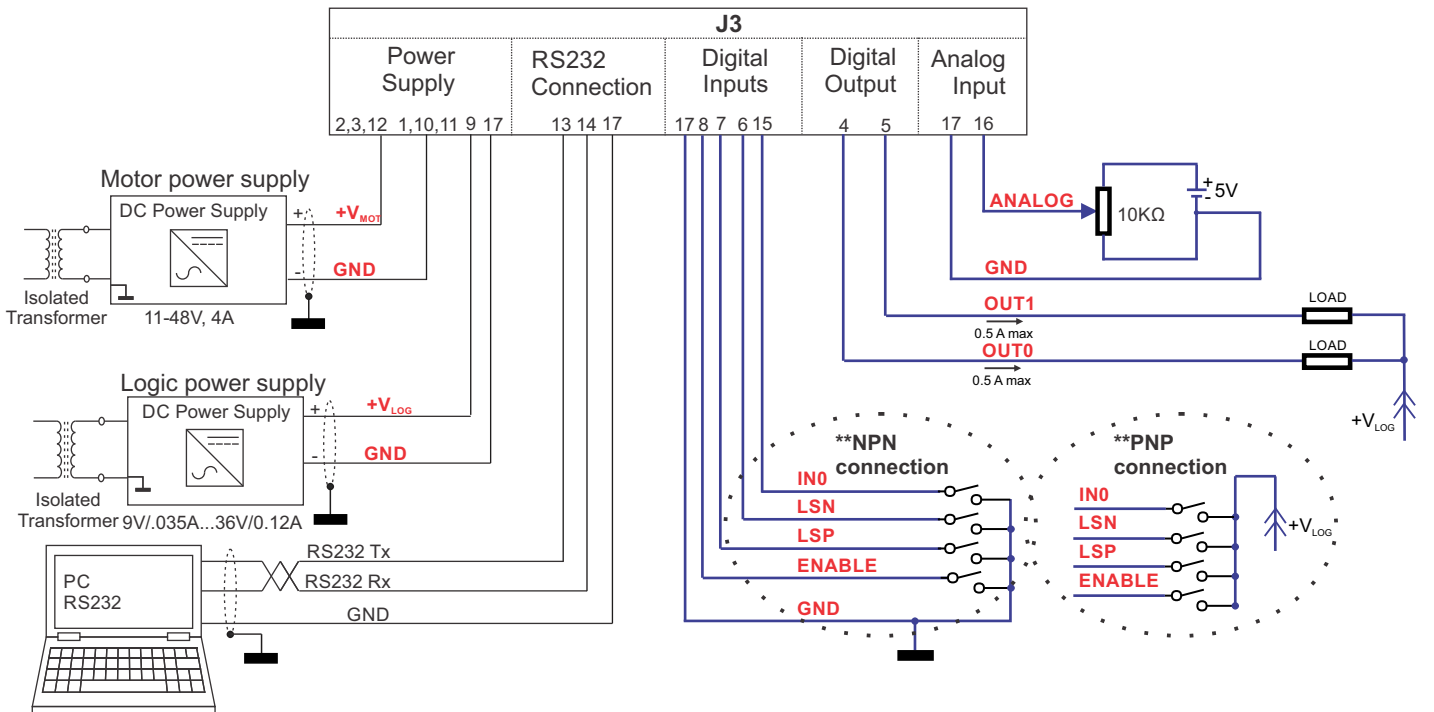 J3
Power
Supply
RS232
Connection
Digital
Inputs
Digital
Output
Analog
Input
2,3,12 1,10,11 9 17
13 14 17
17 8 7 6 15
4 5
17 16
Motor power supply
DC Power Supply
+
-
+VMOT
GND
Isolated
Transformer
11-48V, 4A
Logic power supply
DC Power Supply
+
-
+VLOG
GND
Isolated
Transformer
9V/.035A...36V/0.12A
PC
RS232
RS232 Tx
RS232 Rx
GND
ANALOG
10KΩ
+
-
5V
GND
OUT1
0.5 A max
LOAD
OUT0
0.5 A max
LOAD
+VLOG
**NPN
connection
IN0
LSN
LSP
ENABLE
GND
**PNP
connection
IN0
LSN
LSP
ENABLE
+VLOG